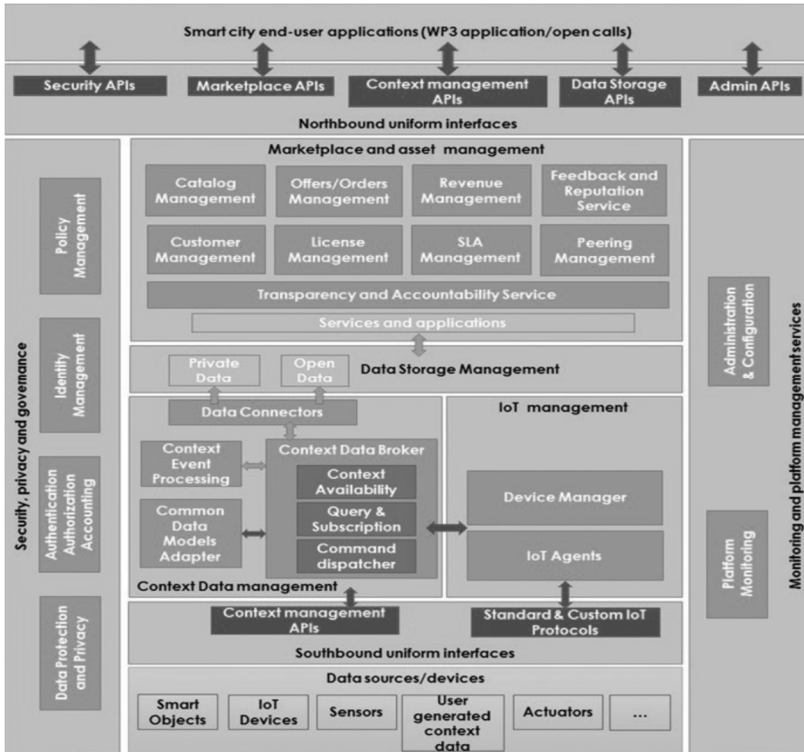 Smart city end-user applications (WP3 application/open calls)
Security APIs
Marketplace APIs
Context management
APIs
Data Storage
APIs
Admin APIs
Northbound uniform interfaces
Security, privacy and governance
Policy
Management
Identity
Management
Authentication
Authorization
Accounting
Data Protection
and Privacy
Marketplace and asset management
Catalog
Management
Offers/Orders
Management
Revenue
Management
Feedback and
Reputation
Service
Customer
Management
License
Management
SLA
Management
Peering
Management
Transparency and Accountability Service
Services and applications
Private
Data
Open
Data
Data Storage Management
Data Connectors
Context
Event
Processing
Common
Data
Models
Adapter
Context Data Broker
Context
Availability
Query &
Subscription
Command
dispatcher
Context Data management
IoT management
Device Manager
IoT Agents
Context management
APIs
Standard & Custom IoT
Protocols
Southbound uniform interfaces
Data sources/devices
Smart
Objects
IoT
Devices
Sensors
User
generated
context
data
Actuators
...
Administration
& Configuration
Platform
Monitoring
Monitoring and platform management services